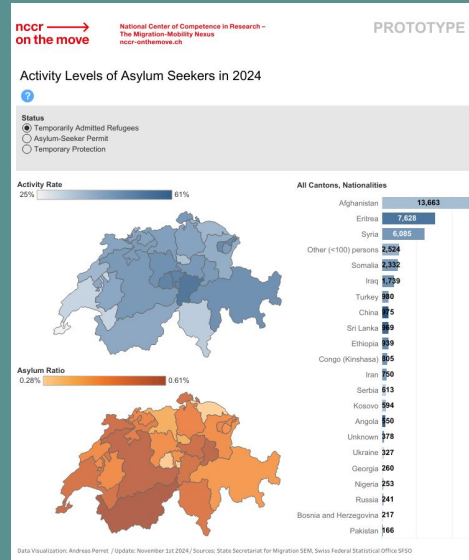 nccr
on the move
National Center of Competence in Research –
The Migration-Mobility Nexus
nccr-onthemove.ch
PROTOTYPE
Activity Levels of Asylum Seekers in 2024
?
Status
Temporarily Admitted Refugees
Asylum-Seeker Permit
Temporary Protection
Activity Rate
25% 61%
Asylum Ratio
0.28% 0.61%
All Cantons, Nationalities
Afghanistan 13,663
Eritrea 7,628
Syria 6,085
Other (<100) persons 2,524
Somalia 2,332
Iraq 1,739
Turkey 980
China 975
Sri Lanka 969
Ethiopia 939
Congo (Kinshasa) 805
Iran 750
Serbia 613
Kosovo 594
Angola 550
Unknown 378
Ukraine 327
Georgia 260
Nigeria 253
Russia 241
Bosnia and Herzegovina 217
Pakistan 166
Data Visualization: Andreas Perret / Update: November 1st 2024 / Sources: State Secretariat for Migration SEM, Swiss Federal Statistical Office SFSO